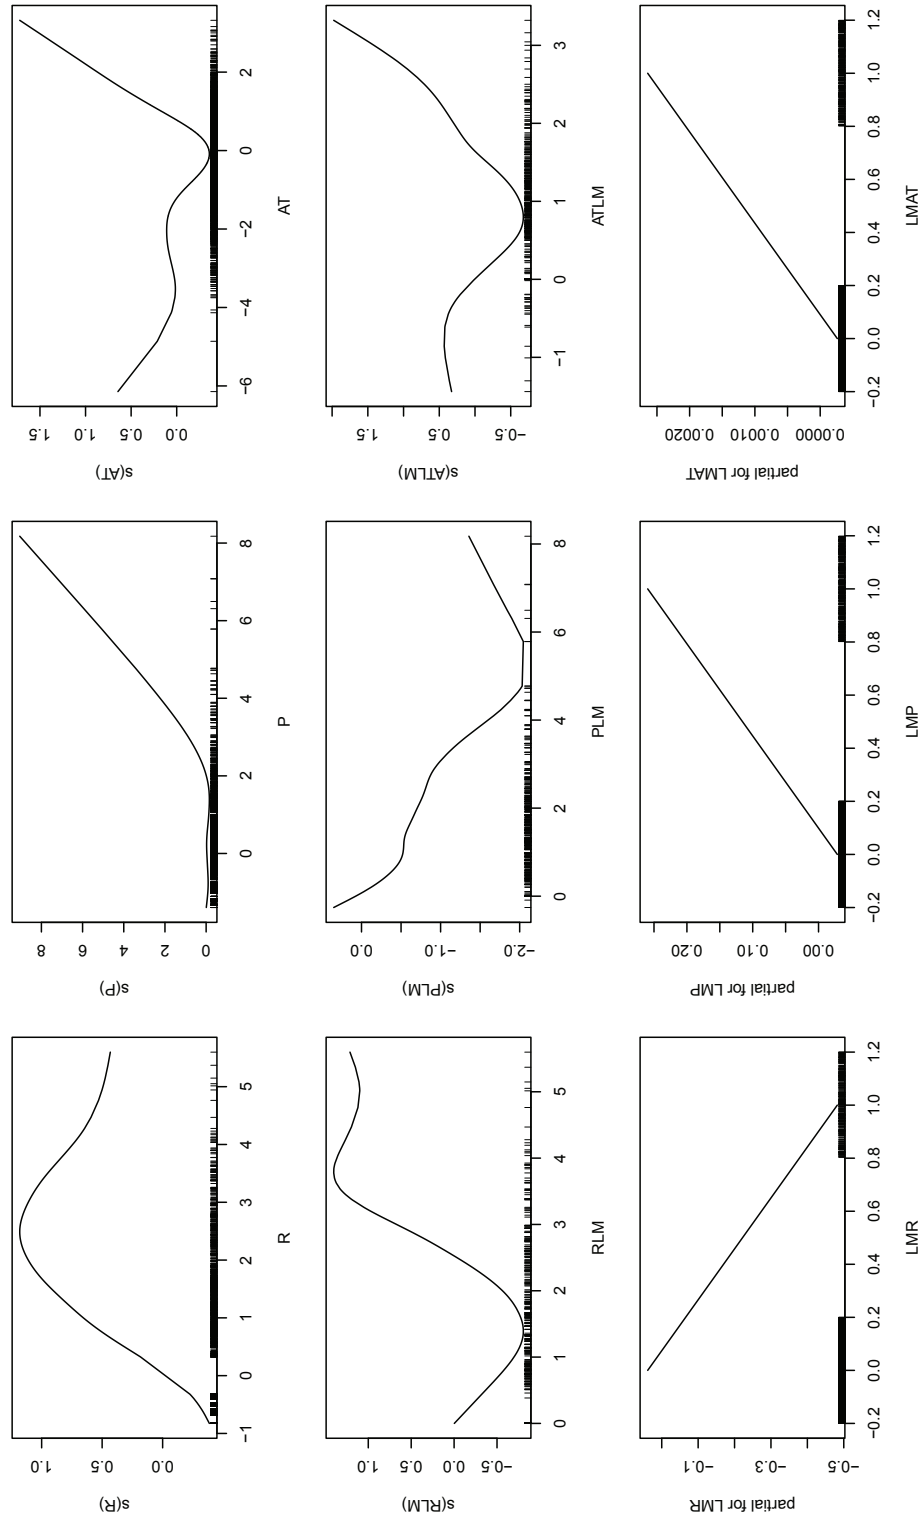 s(R)
0.0 0.5 1.0
−1 0 1 2 3 4 5
R
s(P)
0 2 4 6 8
0 2 4 6 8
P
s(AT)
0.0 0.5 1.0 1.5
−6 −4 −2 0 2
AT
s(RLM)
−0.5 0.0 0.5 1.0
0 1 2 3 4 5
RLM
s(PLM)
−2.0 −1.0 0.0
0 2 4 6 8
PLM
s(ATLM)
−0.5 0.5 1.5
−1 0 1 2 3
ATLM
partial for LMR
−0.5 −0.3 −0.1
−0.2 0.0 0.2 0.4 0.6 0.8 1.0 1.2
LMR
partial for LMP
0.00 0.10 0.20
−0.2 0.0 0.2 0.4 0.6 0.8 1.0 1.2
LMP
partial for LMAT
0.0000 0.0010 0.0020
−0.2 0.0 0.2 0.4 0.6 0.8 1.0 1.2
LMAT